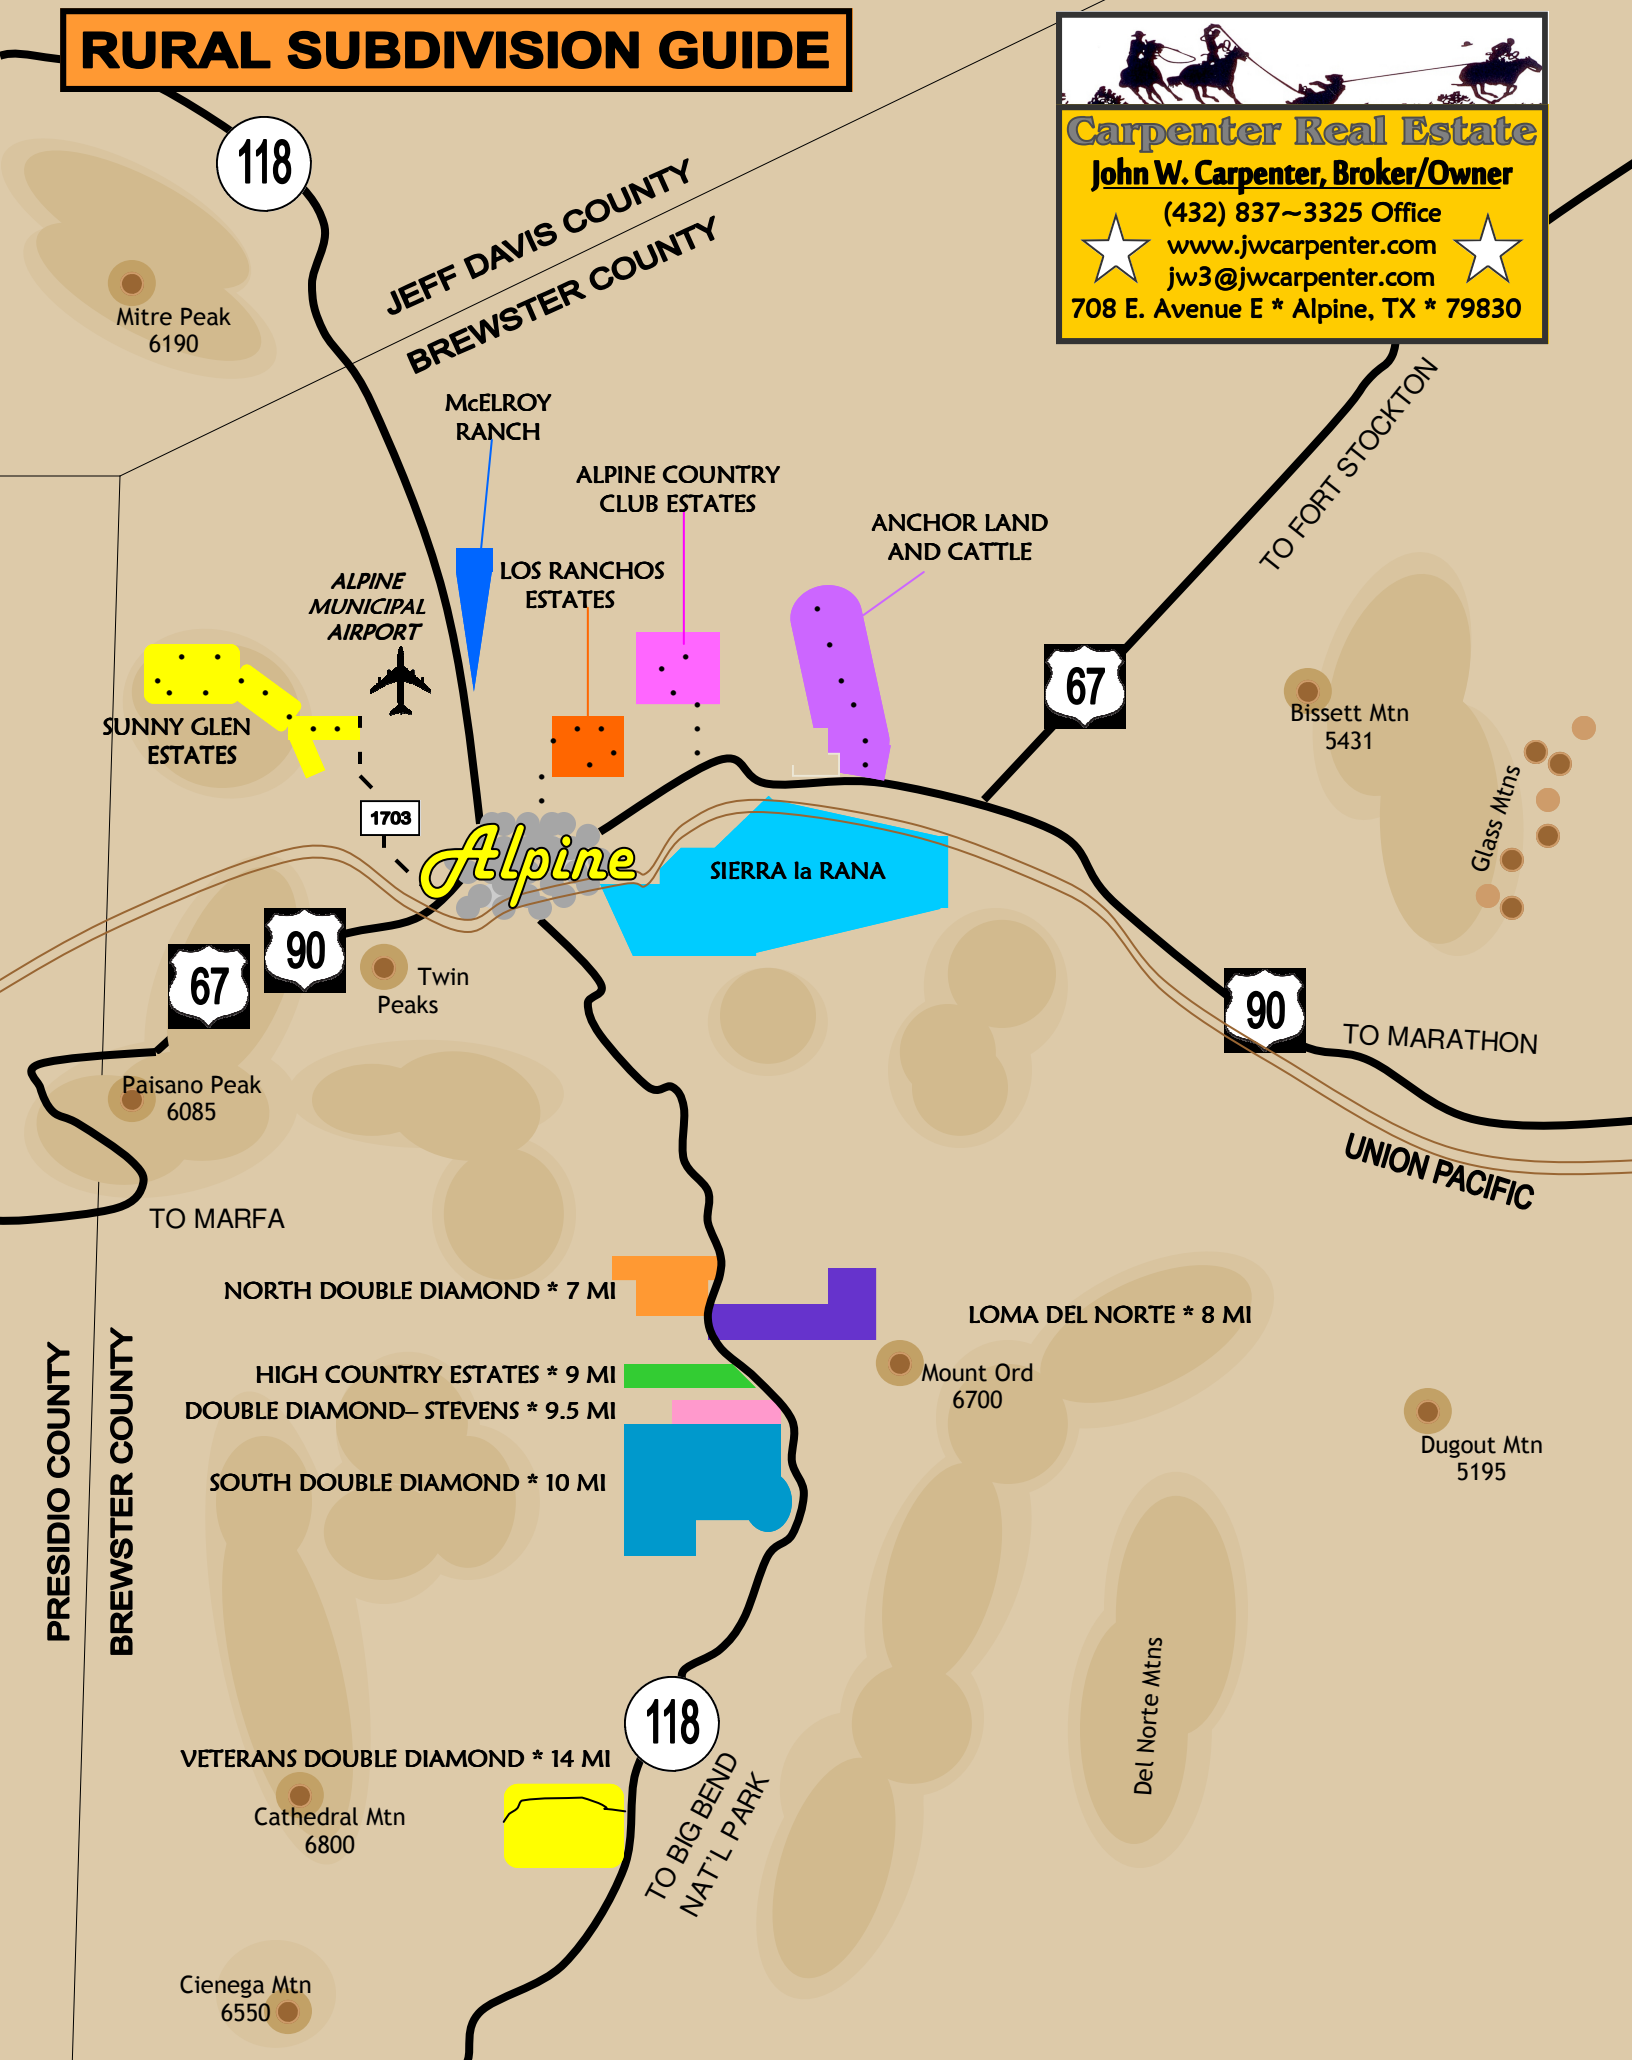 RURAL SUBDIVISION GUIDE
Carpenter Real Estate
John W. Carpenter, Broker/Owner
(432) 837~3325 Office
www.jwcarpenter.com
jw3@jwcarpenter.com
708 E. Avenue E * Alpine, TX * 79830
118
JEFF DAVIS COUNTY
BREWSTER COUNTY
Mitre Peak
6190
TO FORT STOCKTON
McELROY
RANCH
ALPINE COUNTRY
CLUB ESTATES
ANCHOR LAND
AND CATTLE
LOS RANCHOS
ESTATES
ALPINE
MUNICIPAL
AIRPORT
67
Bissett Mtn
5431
SUNNY GLEN
ESTATES
Glass Mtns
1703
Alpine
SIERRA la RANA
90
67
Twin
Peaks
90
TO MARATHON
Paisano Peak
6085
UNION PACIFIC
TO MARFA
NORTH DOUBLE DIAMOND * 7 MI
LOMA DEL NORTE * 8 MI
HIGH COUNTRY ESTATES * 9 MI
Mount Ord
6700
DOUBLE DIAMOND– STEVENS * 9.5 MI
Dugout Mtn
5195
SOUTH DOUBLE DIAMOND * 10 MI
PRESIDIO COUNTY
BREWSTER COUNTY
118
Del Norte Mtns
VETERANS DOUBLE DIAMOND * 14 MI
Cathedral Mtn
6800
TO BIG BEND
NAT'L PARK
Cienega Mtn
6550